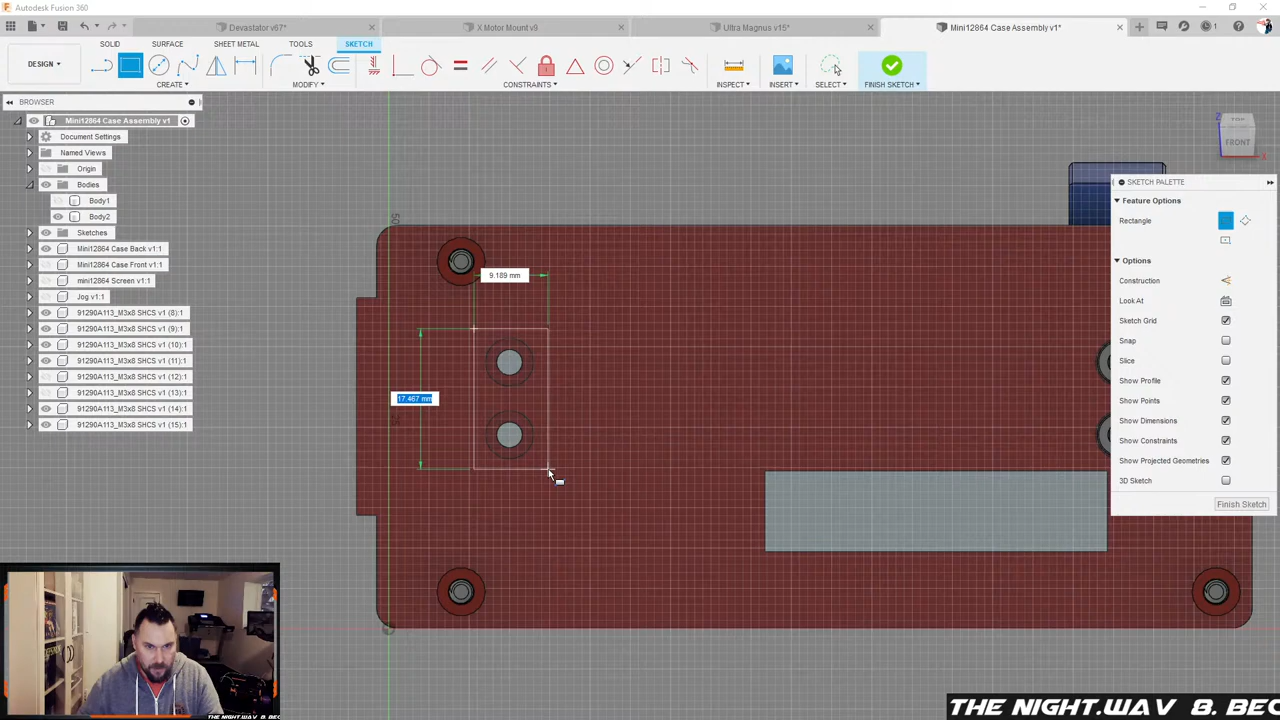 Autodesk Fusion 360
Devastator v67*
X Motor Mount v9
Ultra Magnus v15*
Mini12864 Case Assembly v1*
1
SOLID
SURFACE
SHEET METAL
TOOLS
SKETCH
DESIGN
CREATE
MODIFY
CONSTRAINTS
INSPECT
INSERT
SELECT
FINISH SKETCH
BROWSER
Mini12864 Case Assembly v1
Document Settings
Named Views
Origin
Bodies
Body1
Body2
Sketches
Mini12864 Case Back v1:1
Mini12864 Case Front v1:1
mini12864 Screen v1:1
Jog v1:1
91290A113_M3x8 SHCS v1 (8):1
91290A113_M3x8 SHCS v1 (9):1
91290A113_M3x8 SHCS v1 (10):1
91290A113_M3x8 SHCS v1 (11):1
91290A113_M3x8 SHCS v1 (12):1
91290A113_M3x8 SHCS v1 (13):1
91290A113_M3x8 SHCS v1 (14):1
91290A113_M3x8 SHCS v1 (15):1
50
9.189 mm
17.467 mm
25
Z
TOP
FRONT
X
SKETCH PALETTE
Feature Options
Rectangle
Options
Construction
Look At
Sketch Grid
Snap
Slice
Show Profile
Show Points
Show Dimensions
Show Constraints
Show Projected Geometries
3D Sketch
Finish Sketch
THE NIGHT.WAV 8. BEC